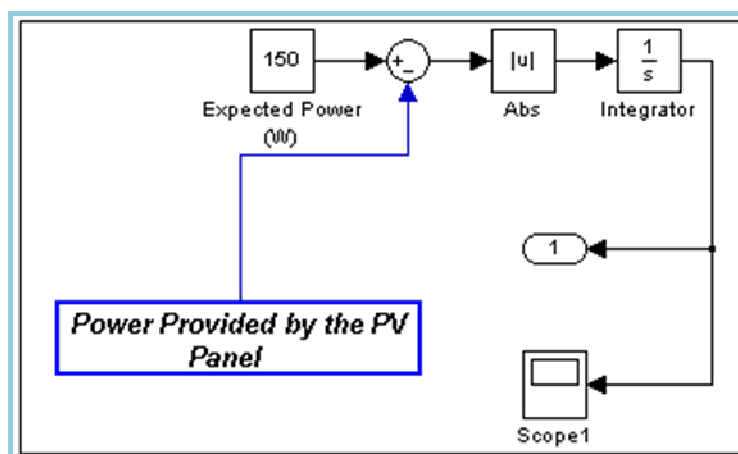 150
+
−
|u|
1
s
Expected Power
(W)
Abs
Integrator
1
Power Provided by the PV
Panel
Scope1